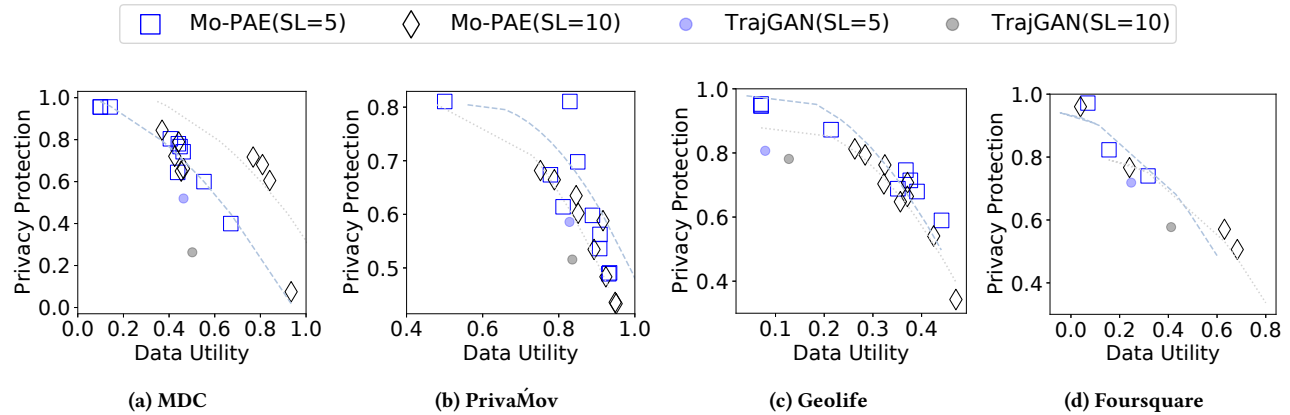 Mo-PAE(SL=5) Mo-PAE(SL=10) TrajGAN(SL=5) TrajGAN(SL=10)
Privacy Protection
1.0
0.8
0.6
0.4
0.2
0.0
0.0 0.2 0.4 0.6 0.8 1.0
Data Utility
(a) MDC
Privacy Protection
0.8
0.7
0.6
0.5
0.4 0.6 0.8 1.0
Data Utility
(b) PrivaḾov
Privacy Protection
1.0
0.8
0.6
0.4
0.1 0.2 0.3 0.4
Data Utility
(c) Geolife
Privacy Protection
1.0
0.8
0.6
0.4
0.0 0.2 0.4 0.6 0.8
Data Utility
(d) Foursquare